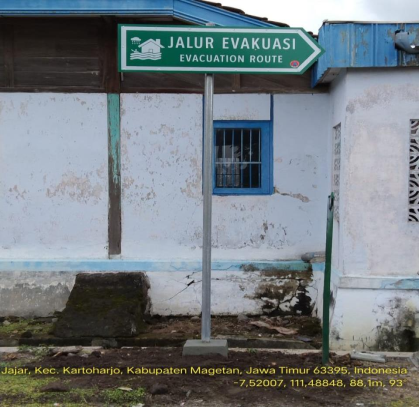 JALUR EVAKUASI
EVACUATION ROUTE
Jajar, Kec. Kartoharjo, Kabupaten Magetan, Jawa Timur 63395, Indonesia
-7,52007, 111,48848, 88,1m, 93°